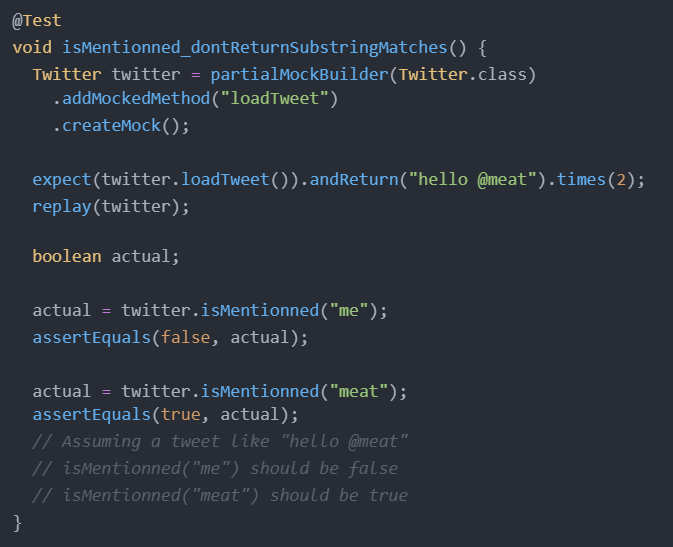 @Test
void isMentionned_dontReturnSubstringMatches() {
  Twitter twitter = partialMockBuilder(Twitter.class)
    .addMockedMethod("loadTweet")
    .createMock();

  expect(twitter.loadTweet()).andReturn("hello @meat").times(2);
  replay(twitter);

  boolean actual;

  actual = twitter.isMentionned("me");
  assertEquals(false, actual);

  actual = twitter.isMentionned("meat");
  assertEquals(true, actual);
  // Assuming a tweet like "hello @meat"
  // isMentionned("me") should be false
  // isMentionned("meat") should be true
}